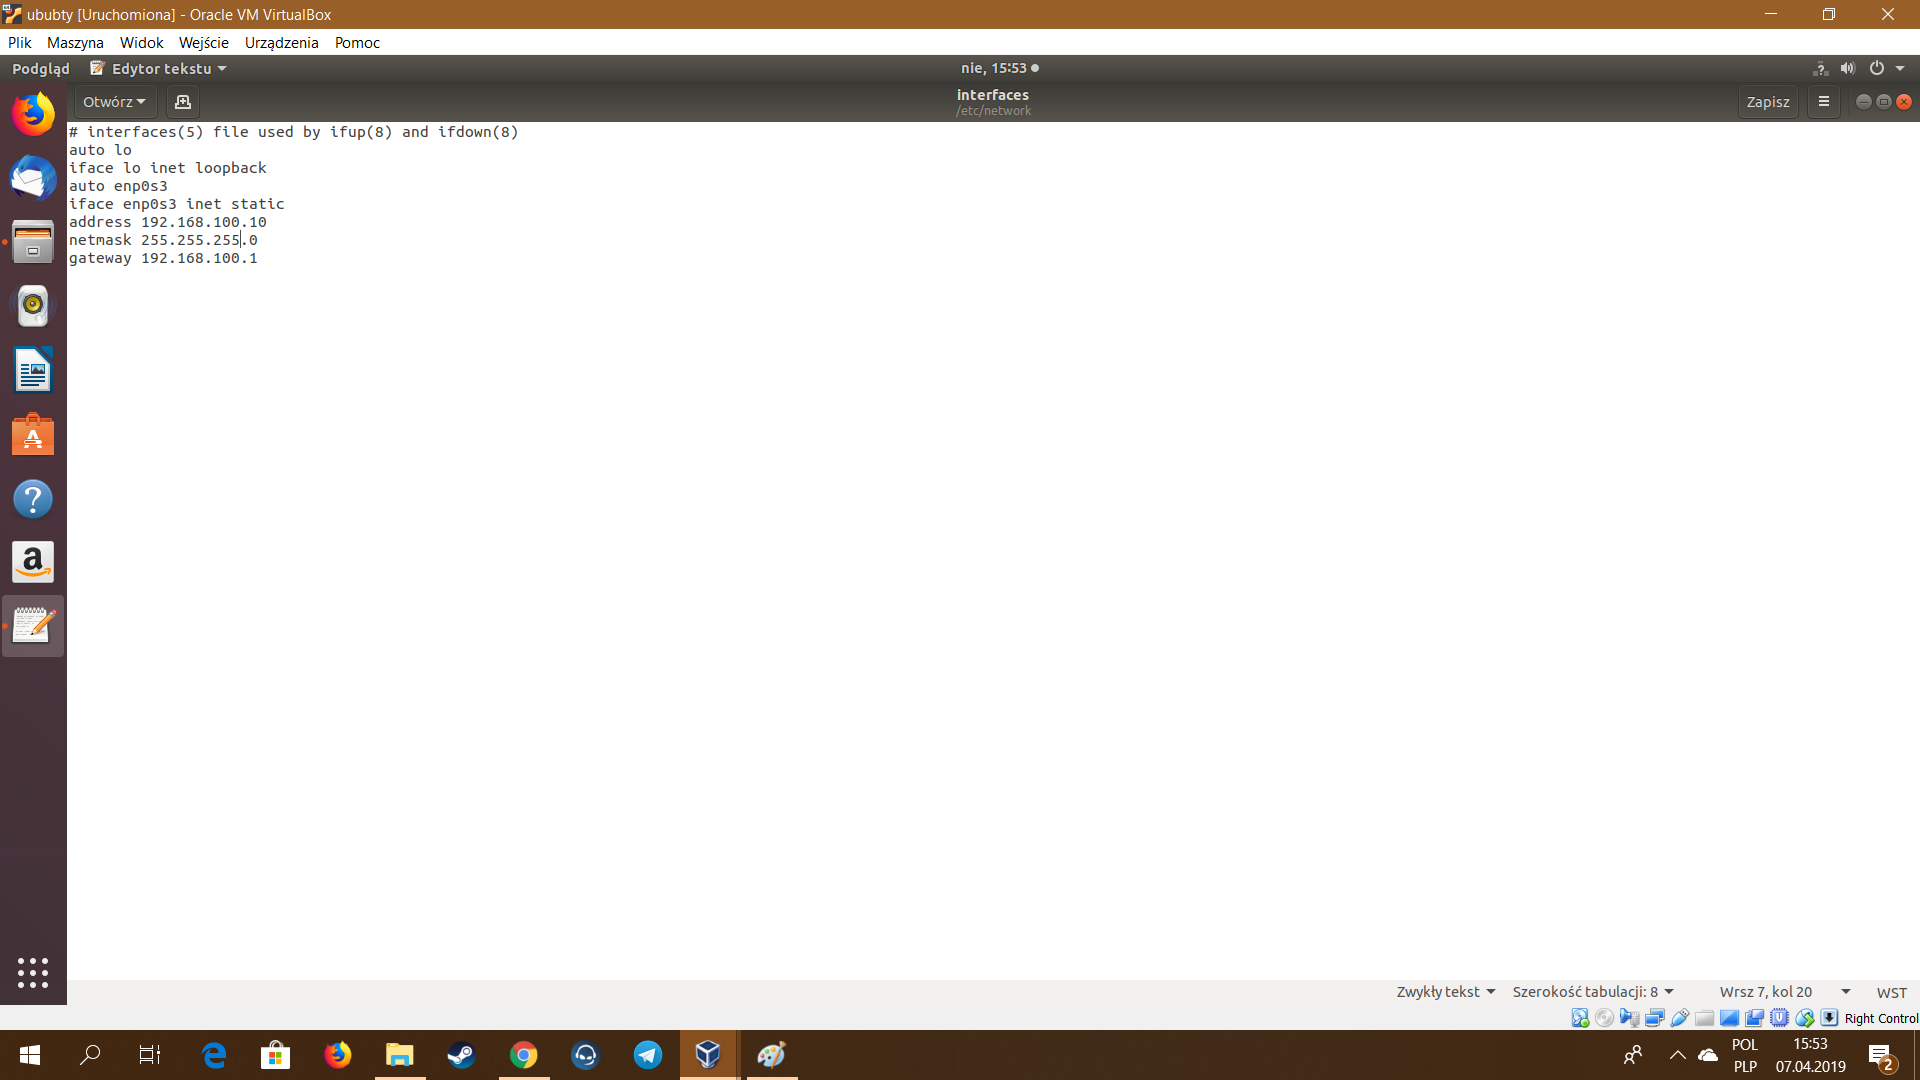 ububty [Uruchomiona] - Oracle VM VirtualBox
Plik Maszyna Widok Wejście Urządzenia Pomoc
Podgląd Edytor tekstu nie, 15:53
Otwórz interfaces Zapisz
/etc/network
# interfaces(5) file used by ifup(8) and ifdown(8)
auto lo
iface lo inet loopback
auto enp0s3
iface enp0s3 inet static
address 192.168.100.10
netmask 255.255.255.0
gateway 192.168.100.1
Zwykły tekst Szerokość tabulacji: 8 Wrsz 7, kol 20 WST
Right Control
POL 15:53
PLP 07.04.2019 2